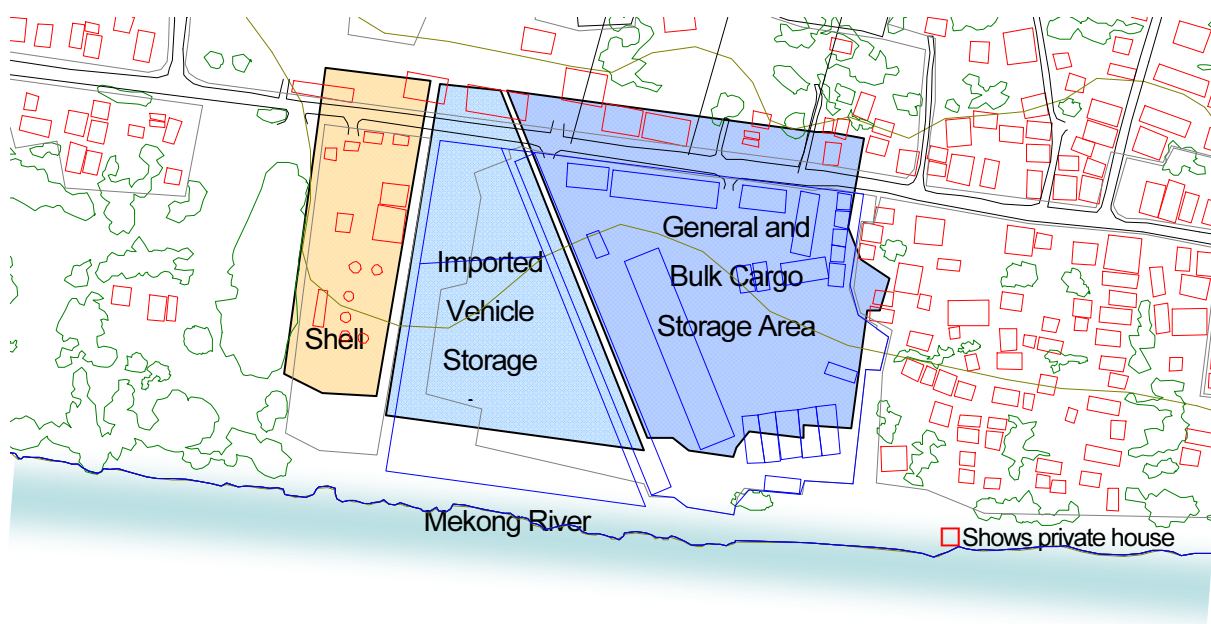 General and
Bulk Cargo
Storage Area
Imported
Vehicle
Storage
-
Shell
Mekong River
Shows private house